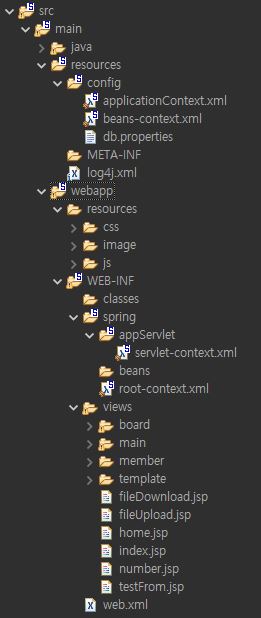 src
main
java
resources
config
applicationContext.xml
beans-context.xml
db.properties
META-INF
log4j.xml
webapp
resources
css
image
js
WEB-INF
classes
spring
appServlet
servlet-context.xml
beans
root-context.xml
views
board
main
member
template
fileDownload.jsp
fileUpload.jsp
home.jsp
index.jsp
number.jsp
testFrom.jsp
web.xml